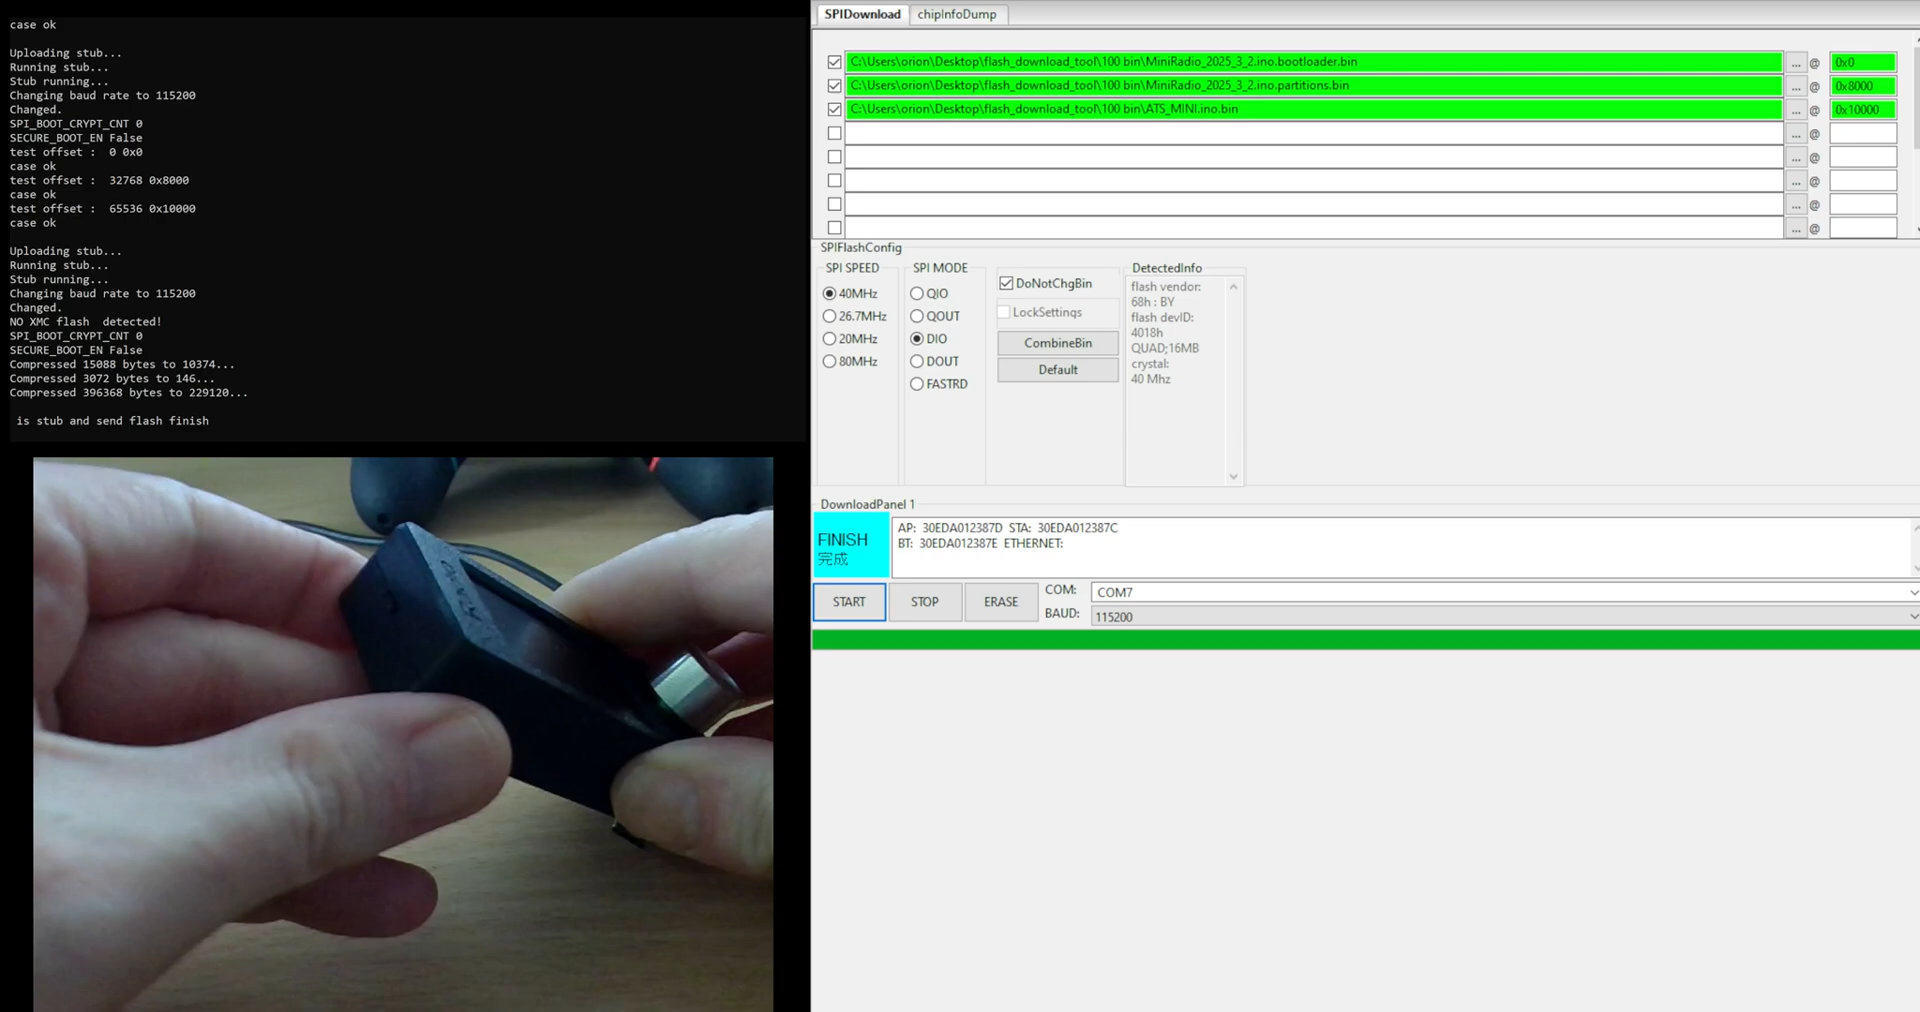 case ok
Uploading stub...
Running stub...
Stub running...
Changing baud rate to 115200
Changed.
SPI_BOOT_CRYPT_CNT 0
SECURE_BOOT_EN False
test offset :  0 0x0
case ok
test offset :  32768 0x8000
case ok
test offset :  65536 0x10000
case ok
Uploading stub...
Running stub...
Stub running...
Changing baud rate to 115200
Changed.
NO XMC flash  detected!
SPI_BOOT_CRYPT_CNT 0
SECURE_BOOT_EN False
Compressed 15088 bytes to 10374...
Compressed 3072 bytes to 146...
Compressed 396368 bytes to 229120...
is stub and send flash finish
SPIDownload chipInfoDump
C:\Users\orion\Desktop\flash_download_tool\100 bin\MiniRadio_2025_3_2.ino.bootloader.bin ... @ 0x0
C:\Users\orion\Desktop\flash_download_tool\100 bin\MiniRadio_2025_3_2.ino.partitions.bin ... @ 0x8000
C:\Users\orion\Desktop\flash_download_tool\100 bin\ATS_MINI.ino.bin ... @ 0x10000
... @
... @
... @
... @
... @
SPIFlashConfig
SPI SPEED
40MHz
26.7MHz
20MHz
80MHz
SPI MODE
QIO
QOUT
DIO
DOUT
FASTRD
DoNotChgBin
LockSettings
CombineBin
Default
DetectedInfo
flash vendor:
68h : BY
flash devID:
4018h
QUAD;16MB
crystal:
40 Mhz
DownloadPanel 1
FINISH
完成
AP:  30EDA012387D  STA:  30EDA012387C
BT:  30EDA012387E  ETHERNET:
START STOP ERASE
COM: COM7
BAUD: 115200